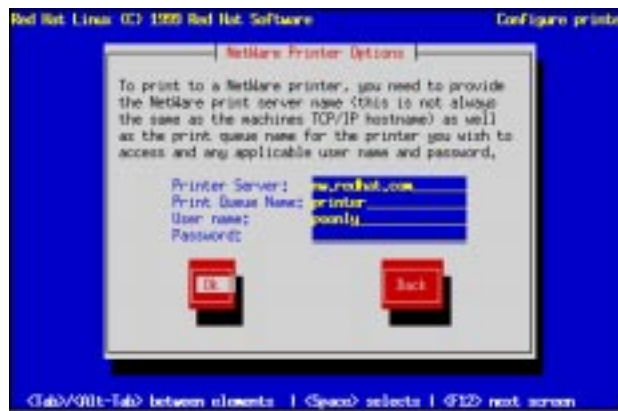 Red Hat Linux (C) 1999 Red Hat Software Configure printe
NetWare Printer Options
To print to a NetWare printer, you need to provide
the NetWare print server name (this is not always
the same as the machines TCP/IP hostname) as well
as the print queue name for the printer you wish to
access and any applicable user name and password.
Printer Server: nw.redhat.com
Print Queue Name: printer
User name:
Password:
Ok Back
<Tab>/<Alt-Tab> between elements | <Space> selects | <F12> next screen